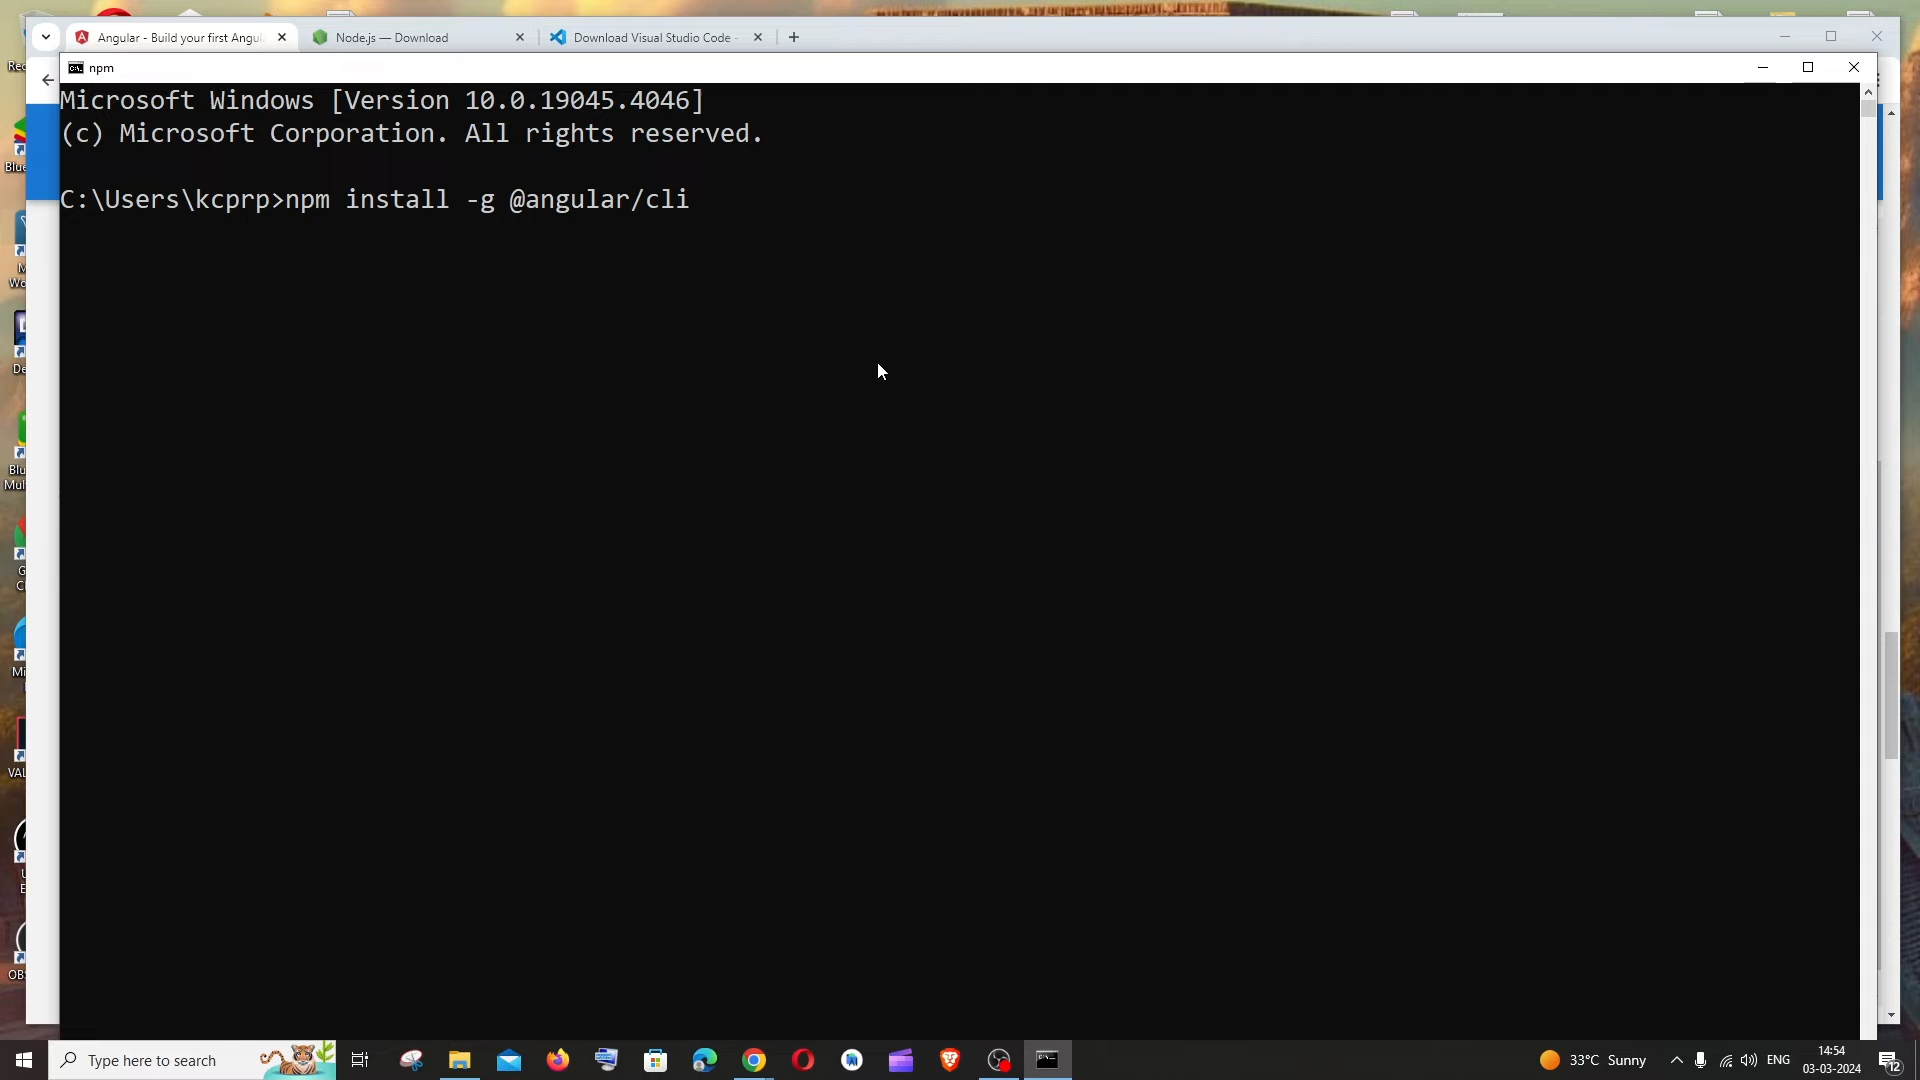 Angular - Build your first Angul
Node.js — Download
Download Visual Studio Code -
npm
Microsoft Windows [Version 10.0.19045.4046]
(c) Microsoft Corporation. All rights reserved.
C:\Users\kcprp>npm install -g @angular/cli
Type here to search
33°C Sunny
ENG
14:54
03-03-2024
12